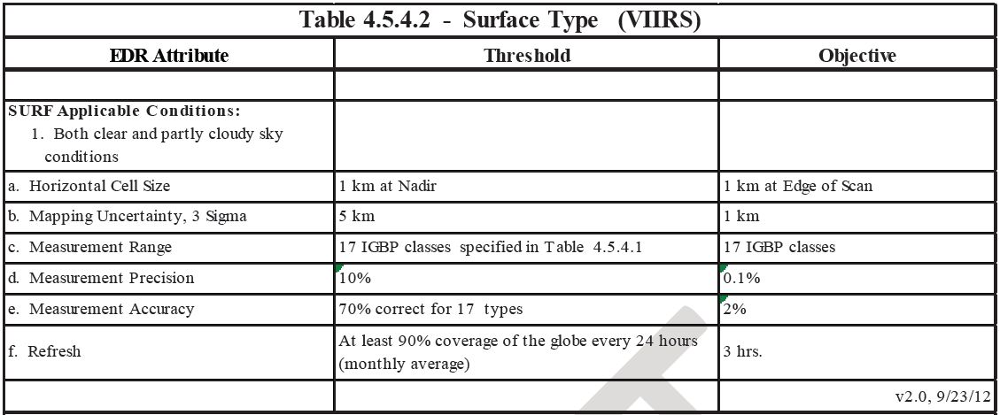 Table 4.5.4.2 - Surface Type (VIIRS)
EDR Attribute Threshold Objective
SURF Applicable Conditions:
1. Both clear and partly cloudy sky
conditions
a. Horizontal Cell Size 1 km at Nadir 1 km at Edge of Scan
b. Mapping Uncertainty, 3 Sigma 5 km 1 km
c. Measurement Range 17 IGBP classes specified in Table 4.5.4.1 17 IGBP classes
d. Measurement Precision 10% 0.1%
e. Measurement Accuracy 70% correct for 17 types 2%
f. Refresh At least 90% coverage of the globe every 24 hours
(monthly average) 3 hrs.
v2.0, 9/23/12